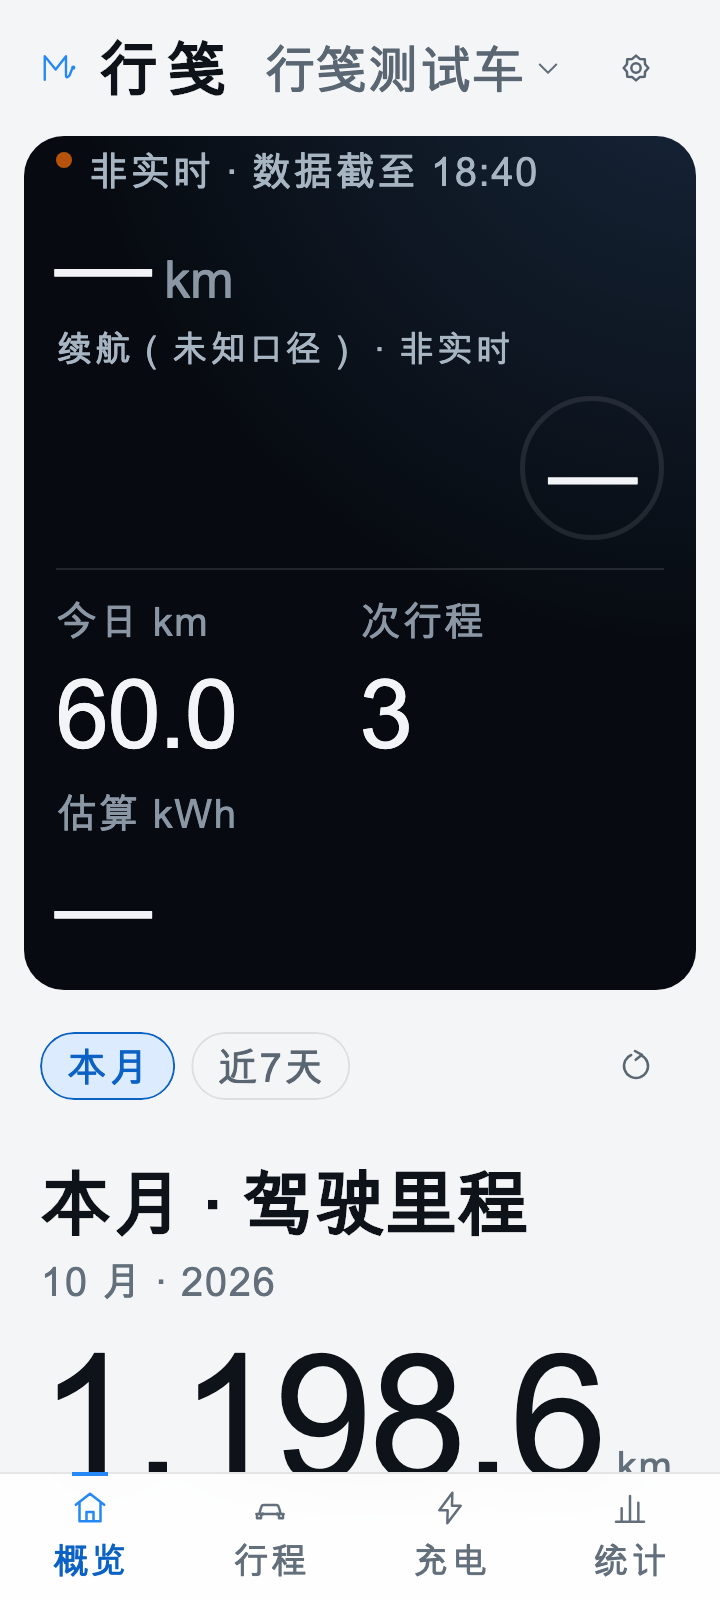 行笺 行笺测试车
非实时 · 数据截至 18:40
— km
续航（未知口径）· 非实时
—
今日 km 次行程
60.0 3
估算 kWh
—
本月 近7天
本月 · 驾驶里程
10 月 · 2026
1,198.6 km
概览 行程 充电 统计